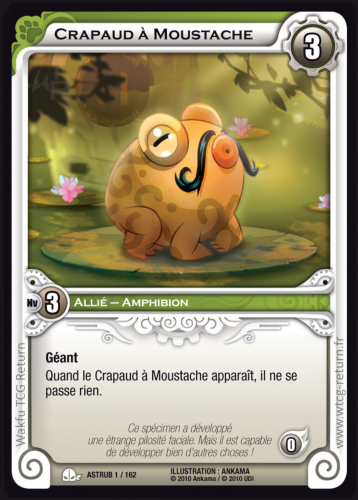 Crapaud à Moustache
3
Nv 3
Allié – Amphibion
Géant
Quand le Crapaud à Moustache apparaît, il ne se
passe rien.
Ce spécimen a développé
une étrange pilosité faciale. Mais il est capable
de développer bien d'autres choses !
0
ASTRUB 1 / 162
ILLUSTRATION : ANKAMA
© 2010 Ankama / © 2010 UDI
Wakfu TCG Return
www.wtcg-return.fr